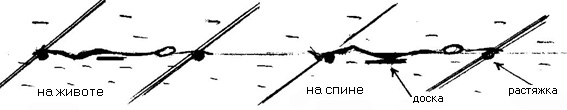 на животе
на спине
доска
растяжка